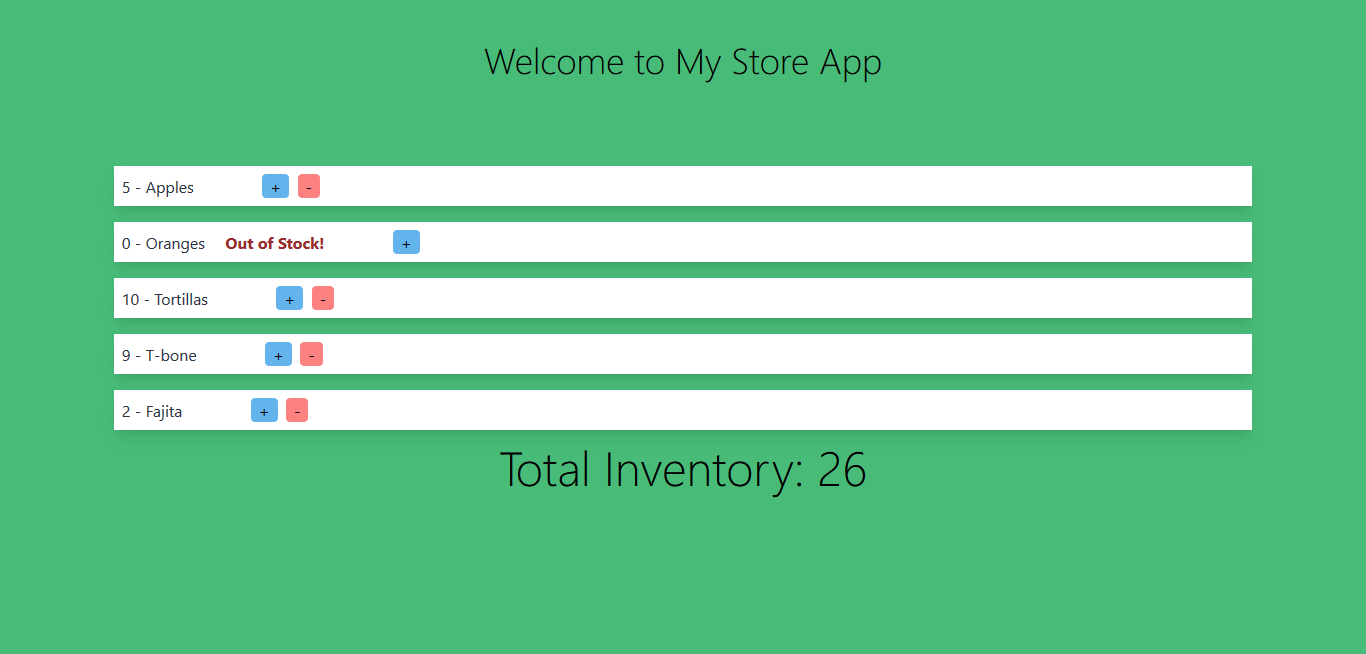 Welcome to My Store App
5 - Apples + -
0 - Oranges Out of Stock! +
10 - Tortillas + -
9 - T-bone + -
2 - Fajita + -
Total Inventory: 26